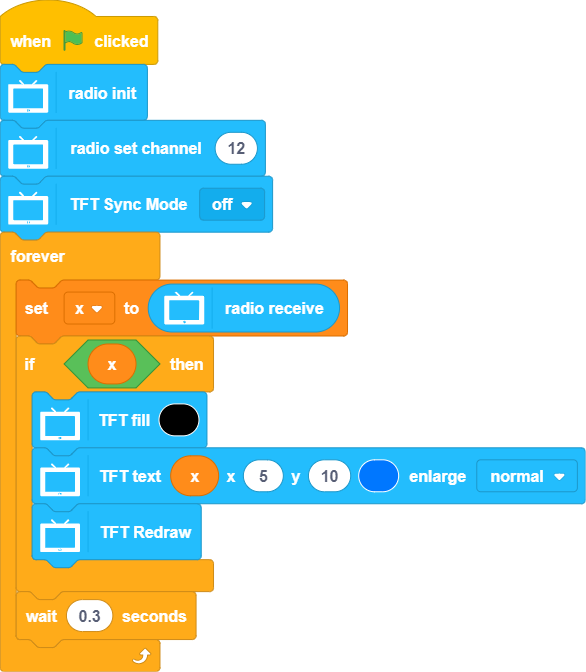 when clicked
radio init
radio set channel 12
TFT Sync Mode off
forever
set x to radio receive
if x then
TFT fill
TFT text x x 5 y 10 enlarge normal
TFT Redraw
wait 0.3 seconds